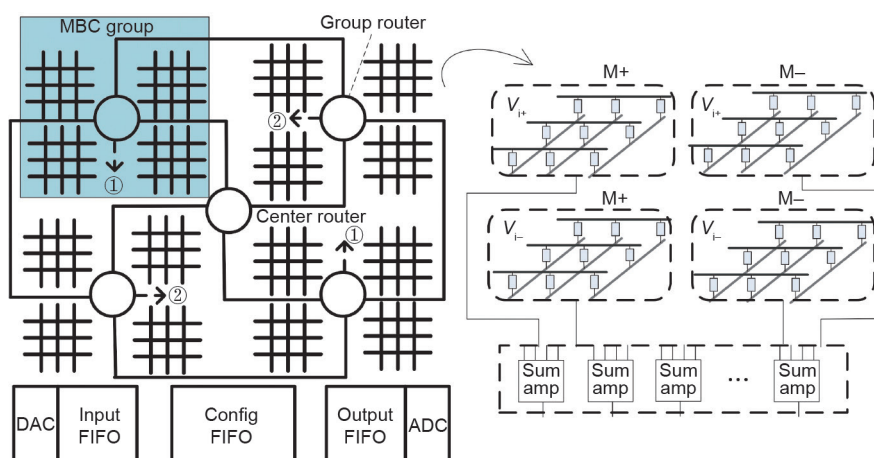 MBC group
Group router
②
①
Center router
①
②
DAC
Input
FIFO
Config
FIFO
Output
FIFO
ADC
M+
M–
Vi+
Vi+
M+
M–
Vi–
Vi–
Sum
amp
Sum
amp
Sum
amp
...
Sum
amp